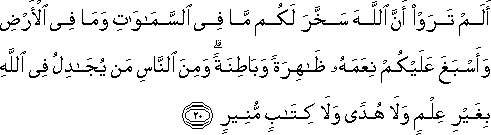 أَلَمْ تَرَوْا۟ أَنَّ ٱللَّهَ سَخَّرَ لَكُم مَّا فِى ٱلسَّمَـٰوَٰتِ وَمَا فِى ٱلْأَرْضِ
وَأَسْبَغَ عَلَيْكُمْ نِعَمَهُۥ ظَـٰهِرَةً وَبَاطِنَةً ۗ وَمِنَ ٱلنَّاسِ مَن يُجَـٰدِلُ فِى ٱللَّهِ
بِغَيْرِ عِلْمٍ وَلَا هُدًى وَلَا كِتَـٰبٍ مُّنِيرٍ ٢٠